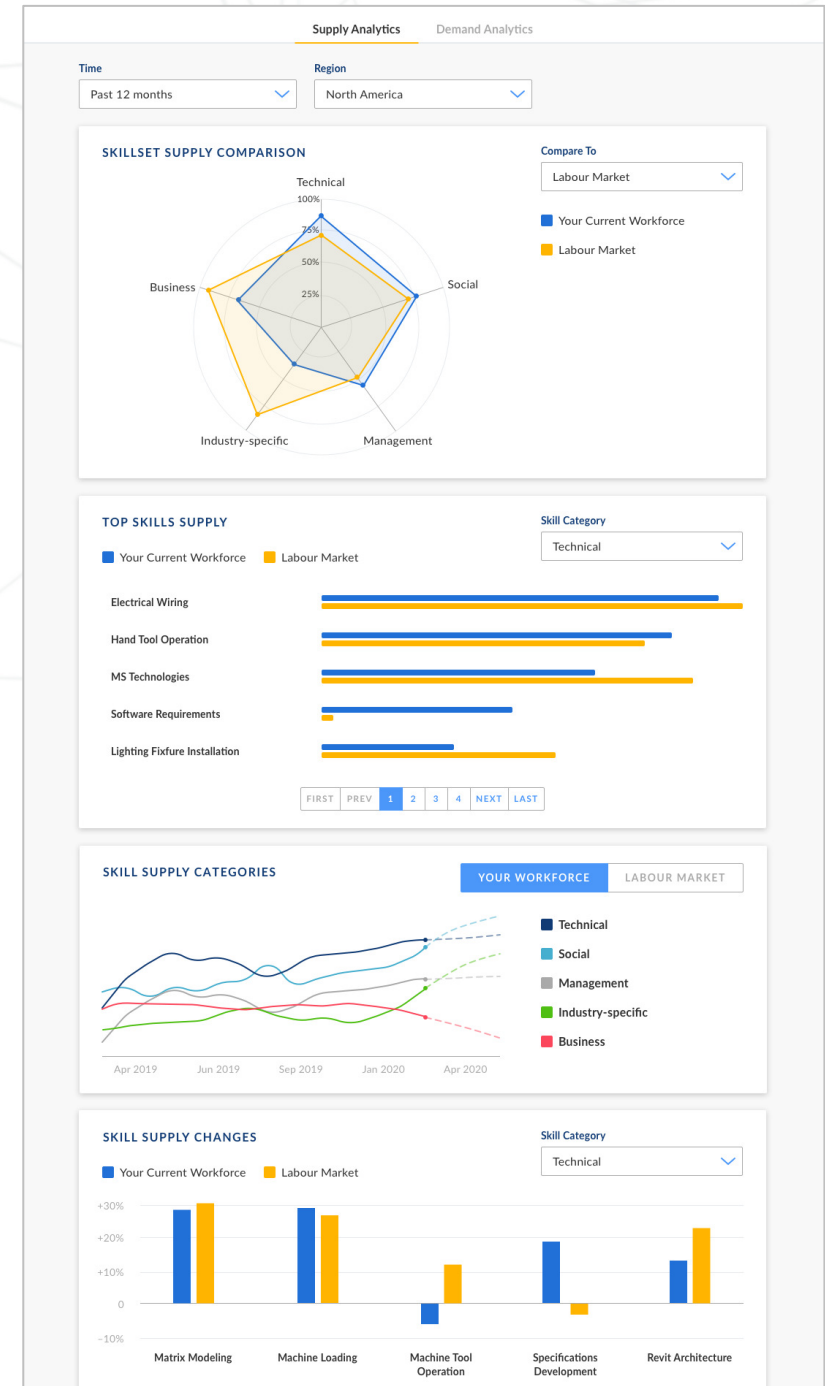 Supply Analytics Demand Analytics
Time Region
Past 12 months North America
SKILLSET SUPPLY COMPARISON
Compare To
Labour Market
Your Current Workforce
Labour Market
Technical
100%
75%
50%
25%
Business
Social
Industry-specific
Management
TOP SKILLS SUPPLY
Skill Category
Technical
Your Current Workforce Labour Market
Electrical Wiring
Hand Tool Operation
MS Technologies
Software Requirements
Lighting Fixfure Installation
FIRST PREV 1 2 3 4 NEXT LAST
SKILL SUPPLY CATEGORIES
YOUR WORKFORCE LABOUR MARKET
Technical
Social
Management
Industry-specific
Business
Apr 2019 Jun 2019 Sep 2019 Jan 2020 Apr 2020
SKILL SUPPLY CHANGES
Skill Category
Technical
Your Current Workforce Labour Market
+30%
+20%
+10%
0
-10%
Matrix Modeling Machine Loading Machine Tool Specifications Revit Architecture
Operation Development